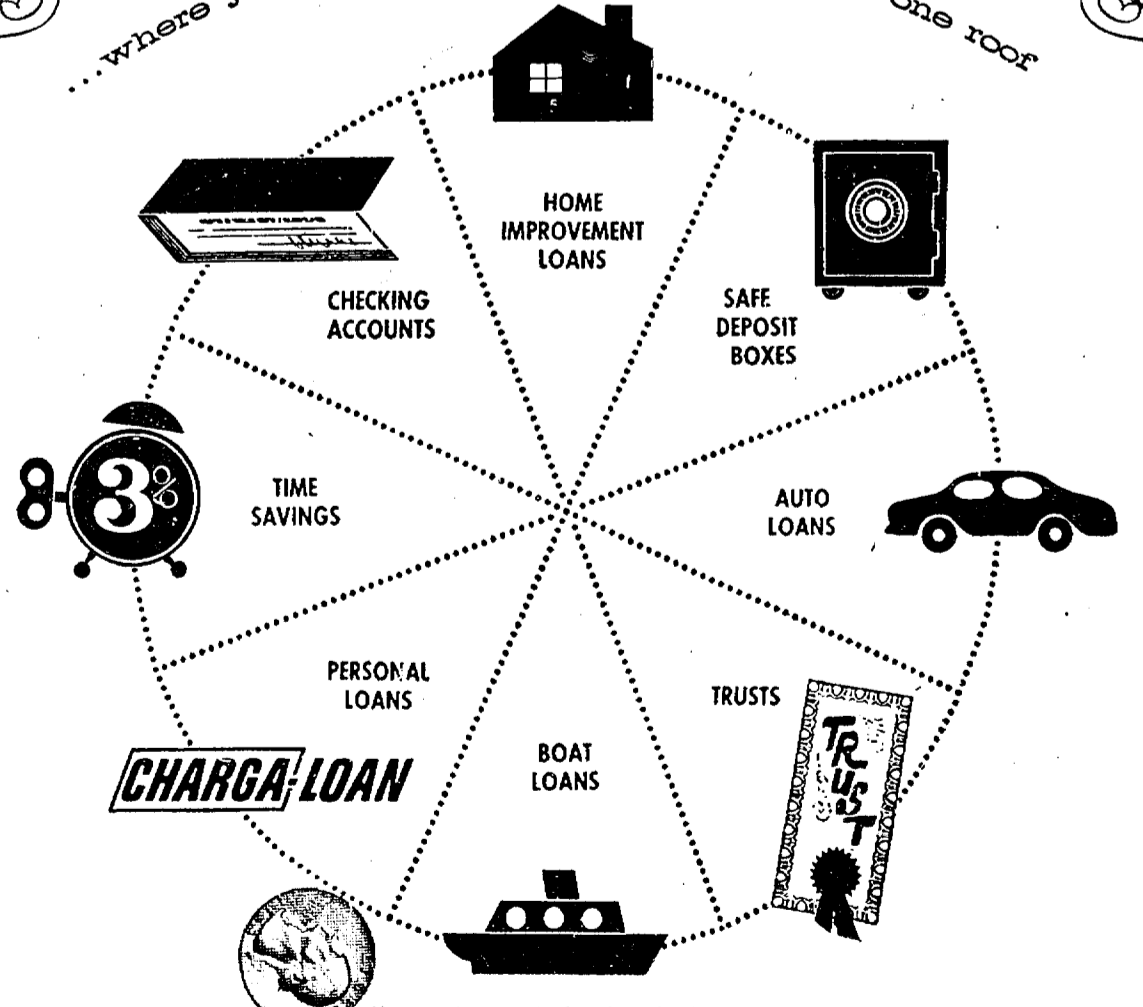 ...where
one roof
HOME
IMPROVEMENT
LOANS
SAFE
DEPOSIT
BOXES
CHECKING
ACCOUNTS
3%
TIME
SAVINGS
AUTO
LOANS
PERSONAL
LOANS
CHARGA-LOAN
BOAT
LOANS
TRUSTS
TRUST